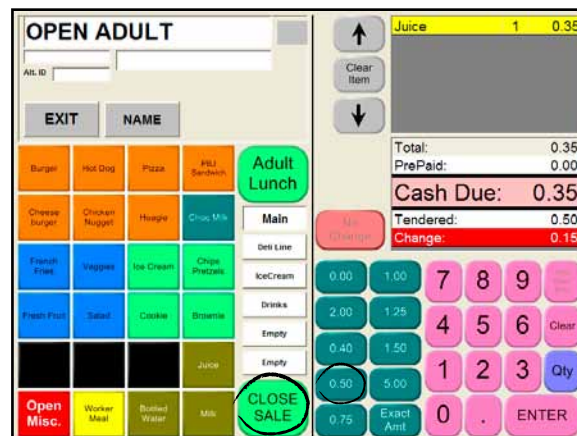 OPEN ADULT
Alt. ID
EXIT NAME
Burger Hot Dog Pizza PBJ Sandwich
Cheese burger Chicken Nugget Hoagie Choc Milk
French Fries Veggies Ice Cream Chips Pretzels
Fresh Fruit Salad Cookie Brownie
Juice
Open Misc. Worker Meal Bottled Water Milk
Adult Lunch
Main
Deli Line
IceCream
Drinks
Empty
Empty
CLOSE SALE
Clear Item
Juice 1 0.35
Total: 0.35
PrePaid: 0.00
Cash Due: 0.35
Tendered: 0.50
Change: 0.15
No Change
0.00 1.00
2.00 1.25
0.40 1.50
0.50 5.00
0.75 Exact Amt
7 8 9
4 5 6 Clear
1 2 3 Qty
0 . ENTER